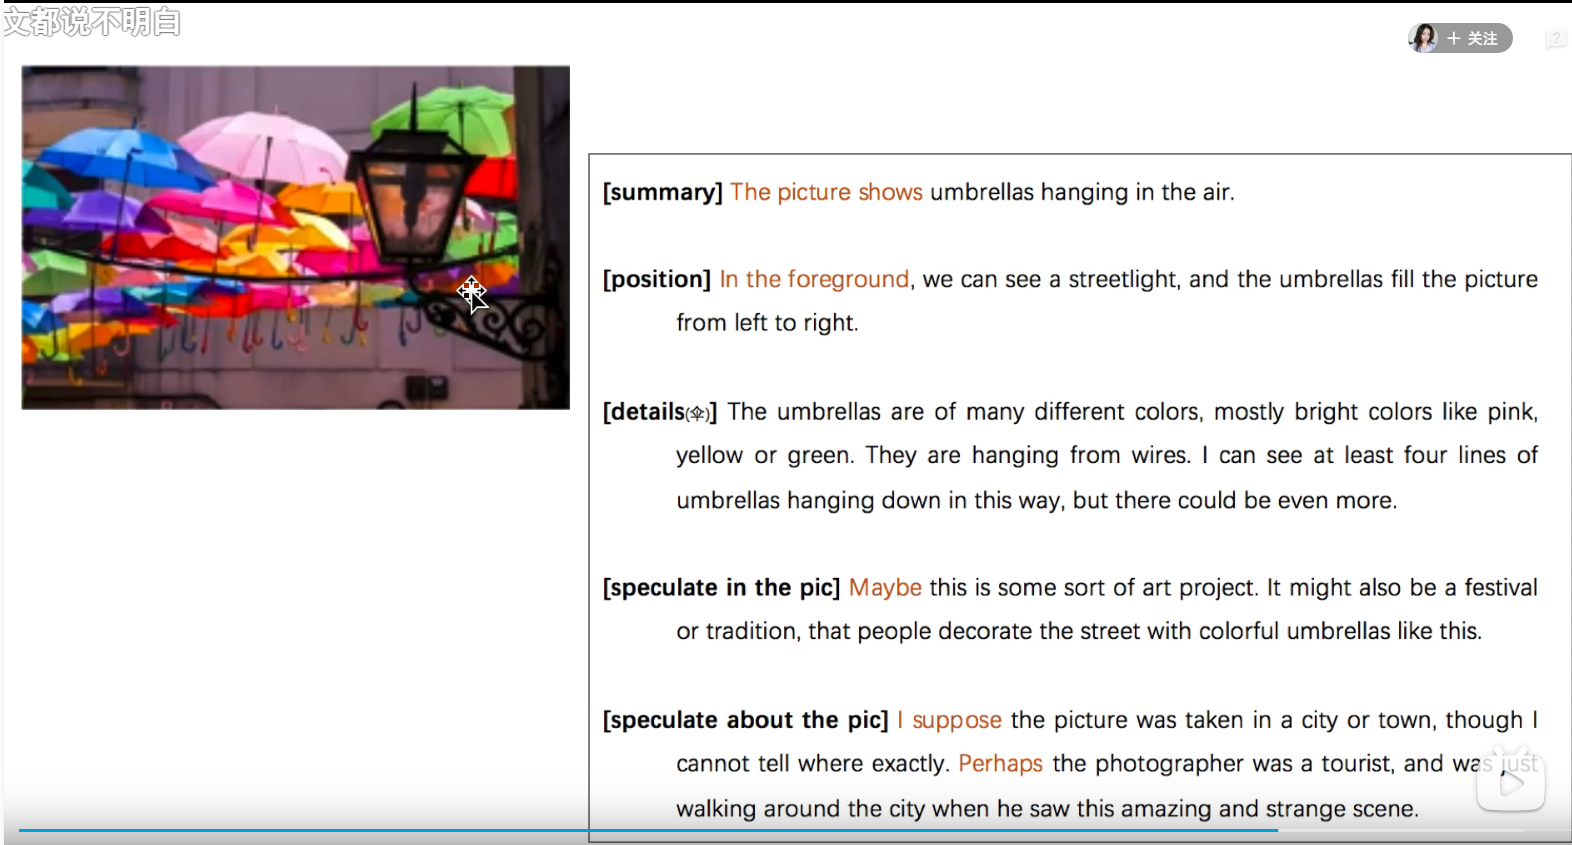 文都说不明白
+ 关注
[summary] The picture shows umbrellas hanging in the air.
[position] In the foreground, we can see a streetlight, and the umbrellas fill the picture
from left to right.
[details(伞)] The umbrellas are of many different colors, mostly bright colors like pink,
yellow or green. They are hanging from wires. I can see at least four lines of
umbrellas hanging down in this way, but there could be even more.
[speculate in the pic] Maybe this is some sort of art project. It might also be a festival
or tradition, that people decorate the street with colorful umbrellas like this.
[speculate about the pic] I suppose the picture was taken in a city or town, though I
cannot tell where exactly. Perhaps the photographer was a tourist, and was just
walking around the city when he saw this amazing and strange scene.